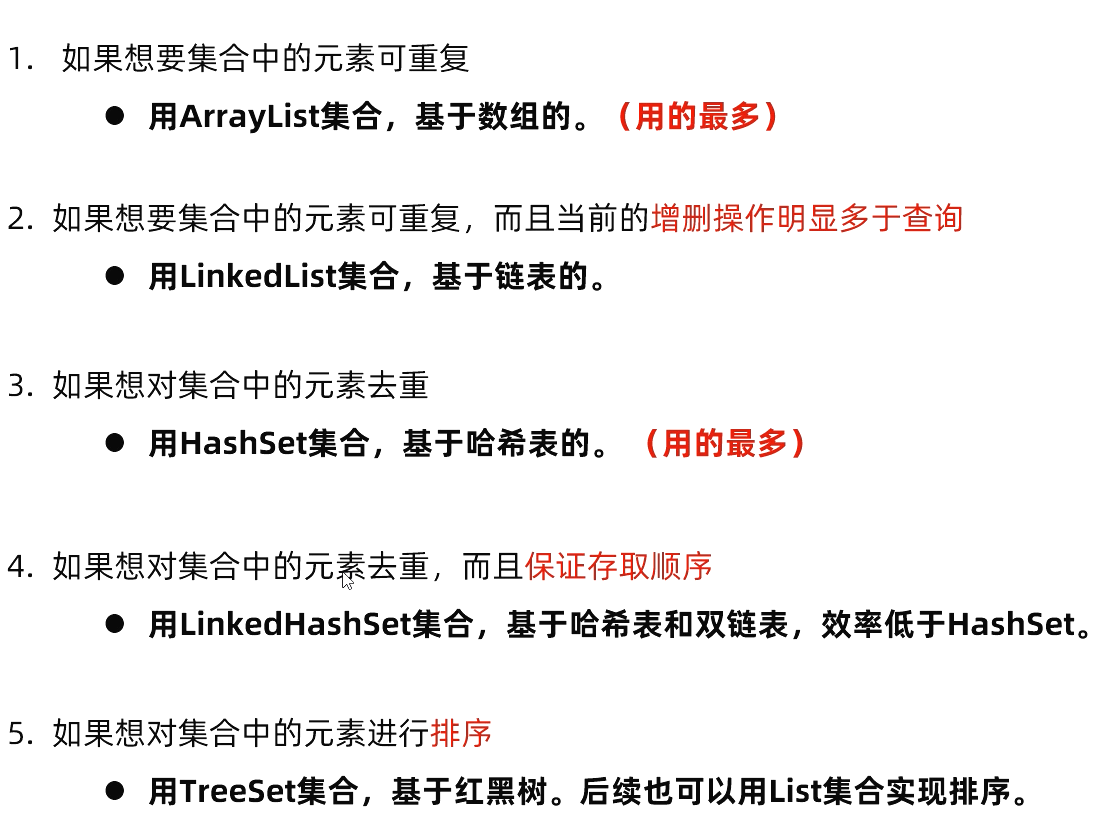 1. 如果想要集合中的元素可重复
● 用ArrayList集合，基于数组的。（用的最多）
2. 如果想要集合中的元素可重复，而且当前的增删操作明显多于查询
● 用LinkedList集合，基于链表的。
3. 如果想对集合中的元素去重
● 用HashSet集合，基于哈希表的。（用的最多）
4. 如果想对集合中的元素去重，而且保证存取顺序
● 用LinkedHashSet集合，基于哈希表和双链表，效率低于HashSet。
5. 如果想对集合中的元素进行排序
● 用TreeSet集合，基于红黑树。后续也可以用List集合实现排序。